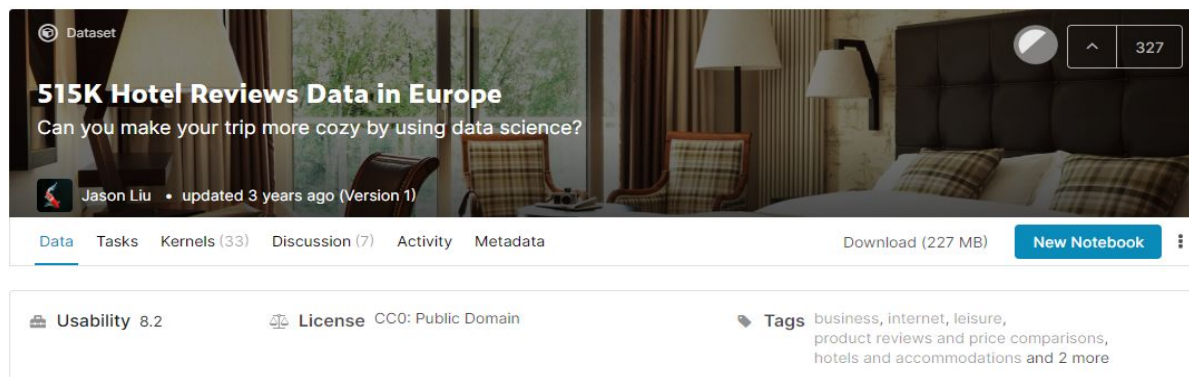 Dataset
327
515K Hotel Reviews Data in Europe
Can you make your trip more cozy by using data science?
Jason Liu • updated 3 years ago (Version 1)
Data Tasks Kernels (33) Discussion (7) Activity Metadata Download (227 MB) New Notebook
Usability 8.2 License CC0: Public Domain Tags business, internet, leisure,
product reviews and price comparisons,
hotels and accommodations and 2 more